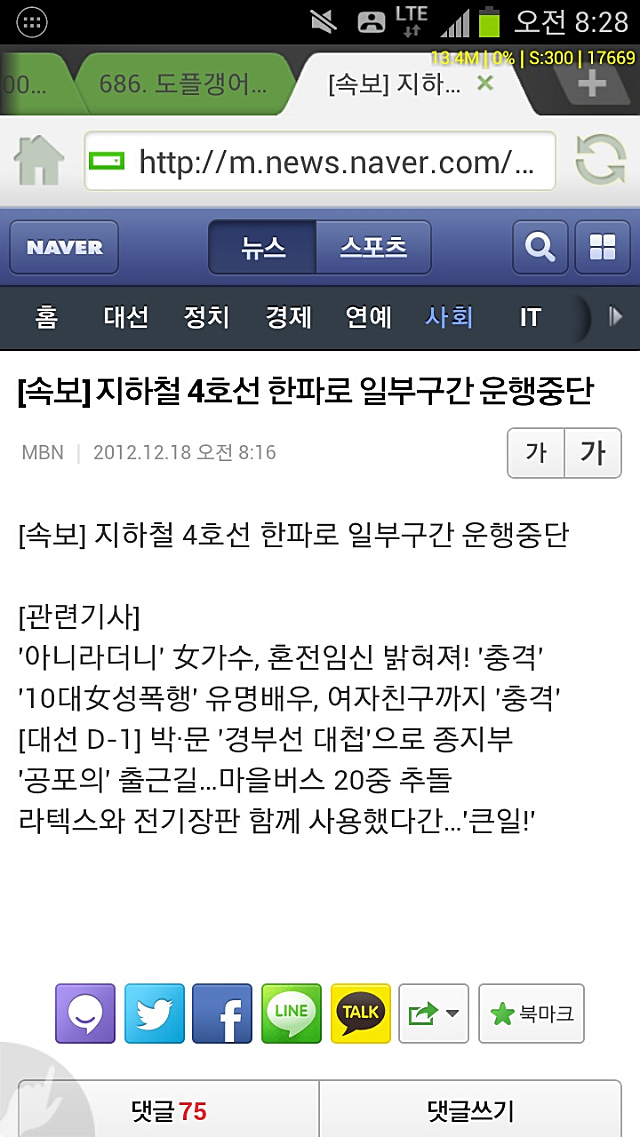 LTE 오전 8:28
13.4M | 0% | S:300 | 17669
00... 686. 도플갱어... [속보] 지하...
http://m.news.naver.com/...
NAVER 뉴스 스포츠
홈 대선 정치 경제 연예 사회 IT
[속보] 지하철 4호선 한파로 일부구간 운행중단
MBN | 2012.12.18 오전 8:16 가 가
[속보] 지하철 4호선 한파로 일부구간 운행중단
[관련기사]
'아니라더니' 女가수, 혼전임신 밝혀져! '충격'
'10대女성폭행' 유명배우, 여자친구까지 '충격'
[대선 D-1] 박·문 '경부선 대첩'으로 종지부
'공포의' 출근길...마을버스 20중 추돌
라텍스와 전기장판 함께 사용했다간...'큰일!'
LINE TALK 북마크
댓글 75 댓글쓰기